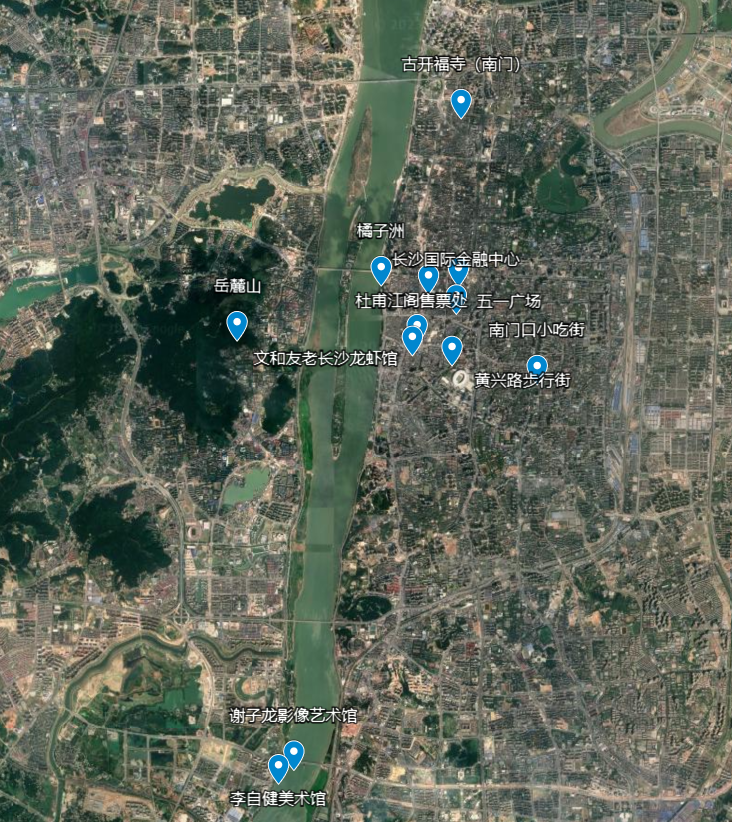 古开福寺（南门）
橘子洲
长沙国际金融中心
岳麓山
杜甫江阁售票处
五一广场
南门口小吃街
文和友老长沙龙虾馆
黄兴路步行街
谢子龙影像艺术馆
李自健美术馆